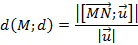 d(M;d) = |[MN⃗;u⃗]| / |u⃗|